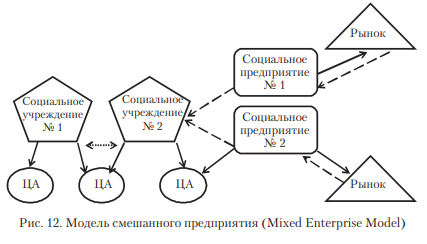 Рынок
Социальное
предприятие
№ 1
Социальное
учреждение
№ 1
Социальное
учреждение
№ 2
Социальное
предприятие
№ 2
ЦА
ЦА
ЦА
Рынок
Рис. 12. Модель смешанного предприятия (Mixed Enterprise Model)